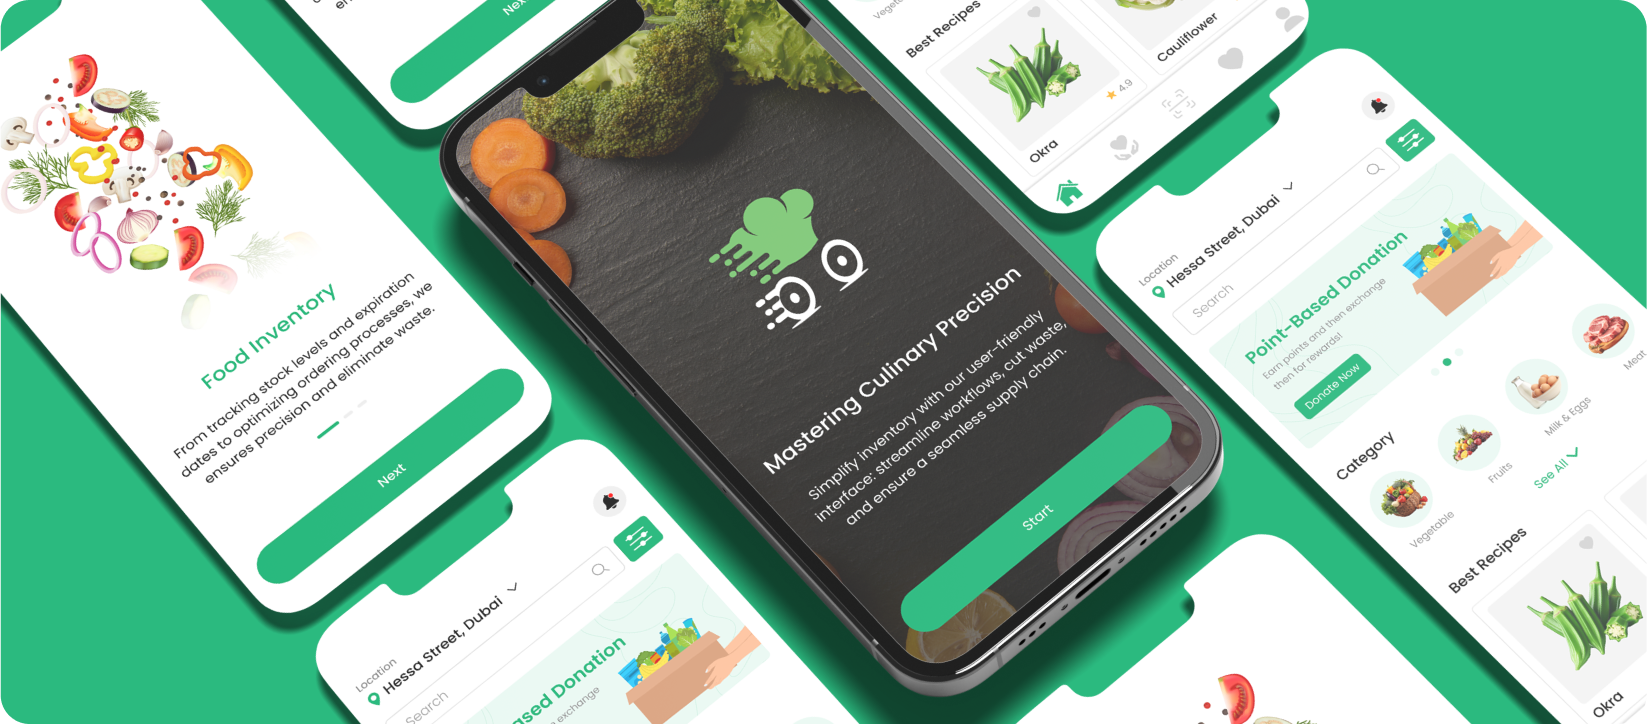 Next
Food Inventory
From tracking stock levels and expiration
dates to optimizing ordering processes, we
ensures precision and eliminate waste.
Next
Mastering Culinary Precision
Simplify inventory with our user-friendly
interface: streamline workflows, cut waste,
and ensure a seamless supply chain.
Start
Best Recipes
Okra
4.9
Cauliflower
Location
Hessa Street, Dubai
Search
Point-Based Donation
Earn points and then exchange
then for rewards!
Donate Now
Category
See All
Vegetable
Fruits
Milk & Eggs
Meat
Best Recipes
Okra
Location
Hessa Street, Dubai
Search
ased Donation
exchange